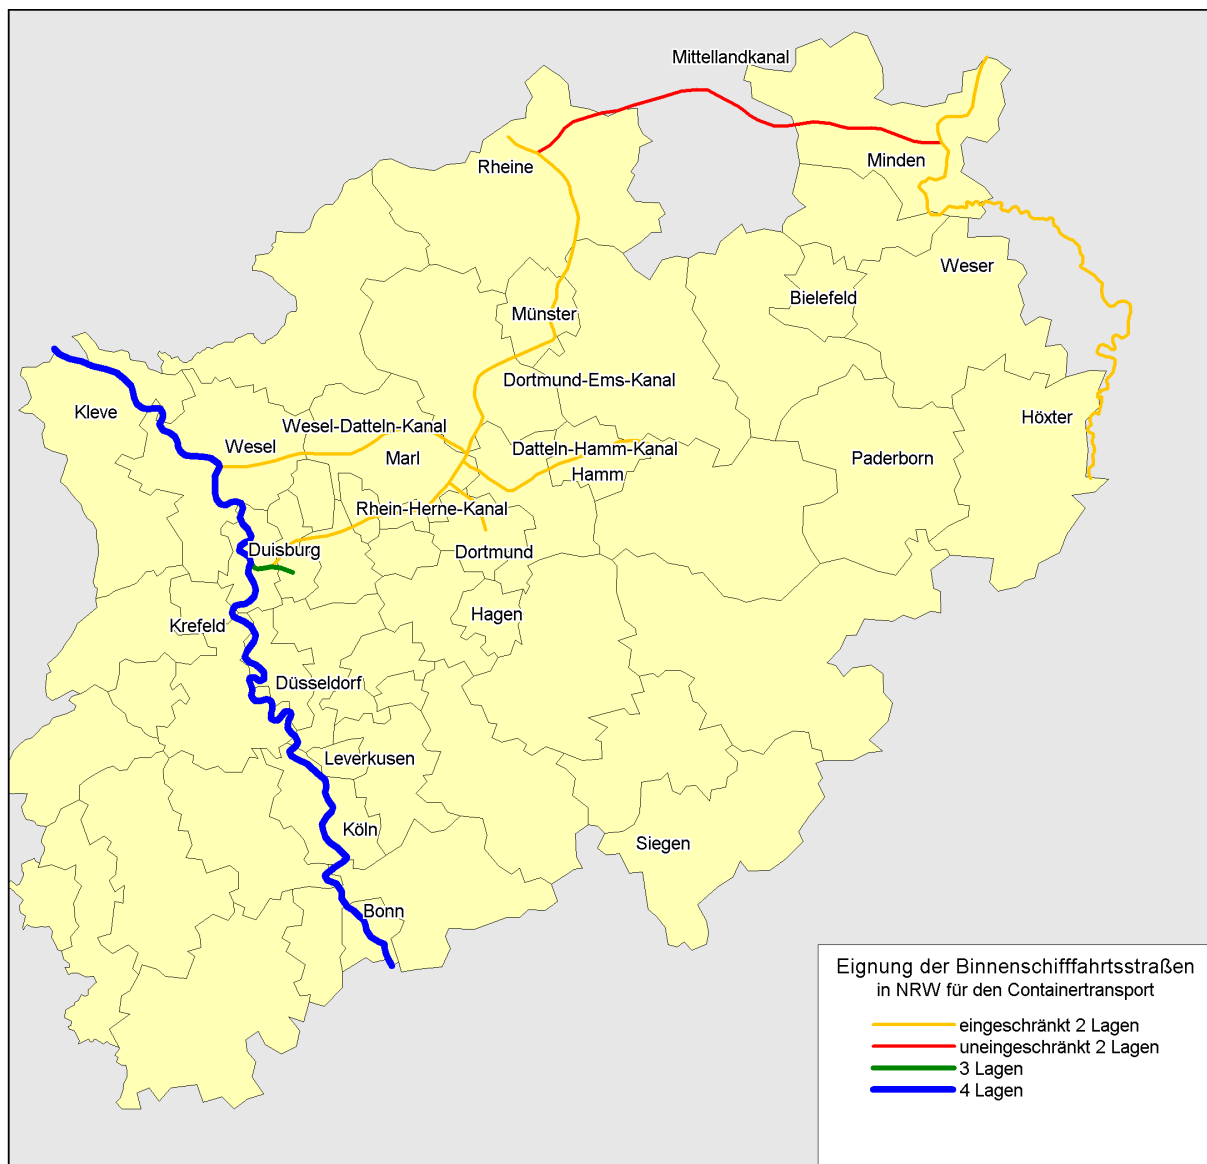 Mittellandkanal
Minden
Rheine
Weser
Bielefeld
Münster
Dortmund-Ems-Kanal
Kleve
Höxter
Wesel-Datteln-Kanal
Wesel
Datteln-Hamm-Kanal
Marl
Paderborn
Hamm
Rhein-Herne-Kanal
Duisburg
Dortmund
Hagen
Krefeld
Düsseldorf
Leverkusen
Köln
Siegen
Bonn
Eignung der Binnenschifffahrtsstraßen
in NRW für den Containertransport
eingeschränkt 2 Lagen
uneingeschränkt 2 Lagen
3 Lagen
4 Lagen